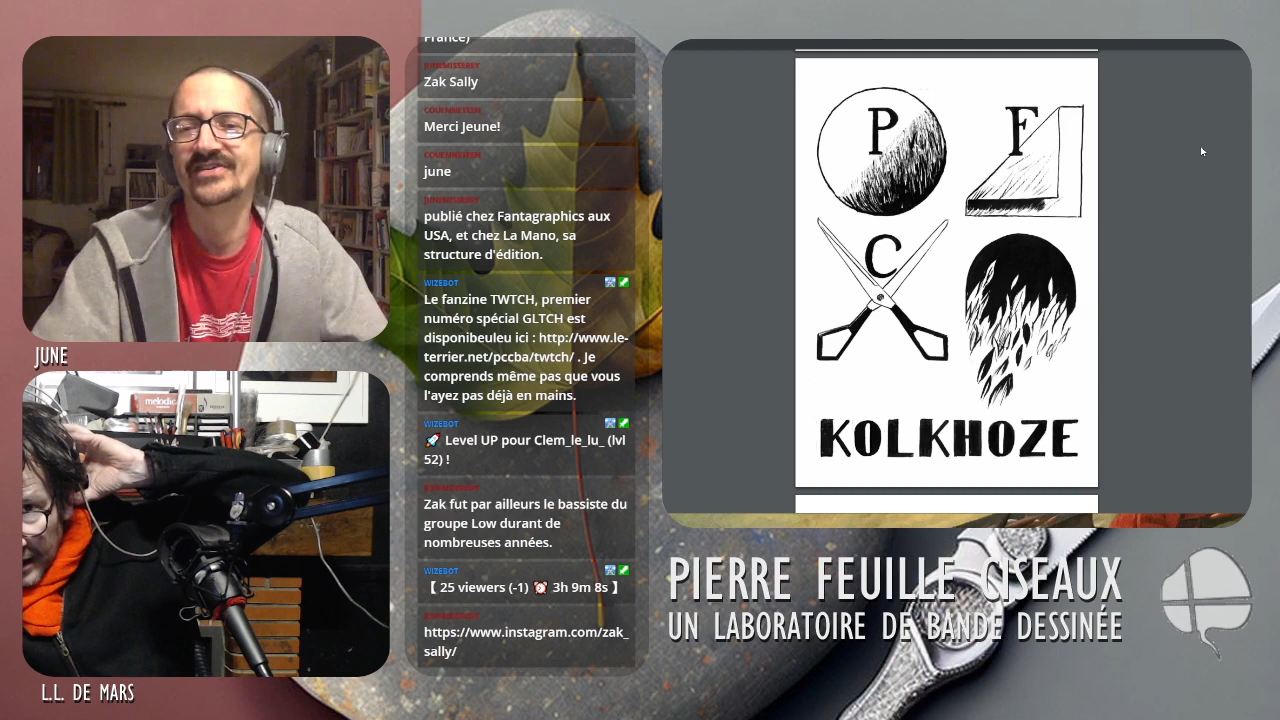 France)
JUNEMISSEREY
Zak Sally
Merci Jeune!
june
publié chez Fantagraphics aux
USA, et chez La Mano, sa
structure d'édition.
WIZEBOT
Le fanzine TWTCH, premier
numéro spécial GLTCH est
disponibeuleu ici : http://www.le-
terrier.net/pccba/twtch/ . Je
comprends même pas que vous
l'ayez pas déjà en mains.
WIZEBOT
🚀 Level UP pour Clem_le_lu_ (lvl
52) !
Zak fut par ailleurs le bassiste du
groupe Low durant de
nombreuses années.
WIZEBOT
【 25 viewers (-1) ⏰ 3h 9m 8s 】
https://www.instagram.com/zak_
sally/
JUNE
melodica
L.L. DE MARS
P F
C
KOLKHOZE
PIERRE FEUILLE CISEAUX
UN LABORATOIRE DE BANDE DESSINÉE